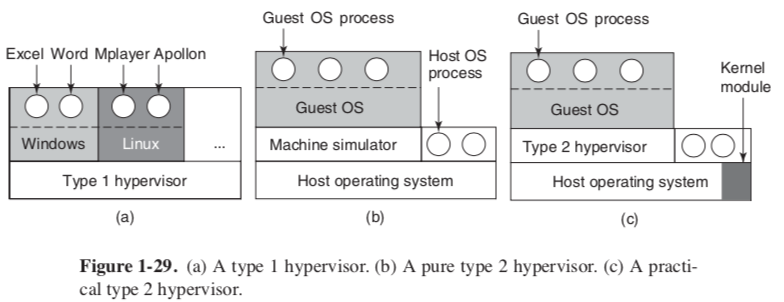 Guest OS process
Guest OS process
Excel Word Mplayer Apollon
Host OS
process
Kernel
module
Guest OS
Guest OS
Windows
Linux
...
Machine simulator
Type 2 hypervisor
Type 1 hypervisor
Host operating system
Host operating system
(a)
(b)
(c)
Figure 1-29. (a) A type 1 hypervisor. (b) A pure type 2 hypervisor. (c) A practi-
cal type 2 hypervisor.